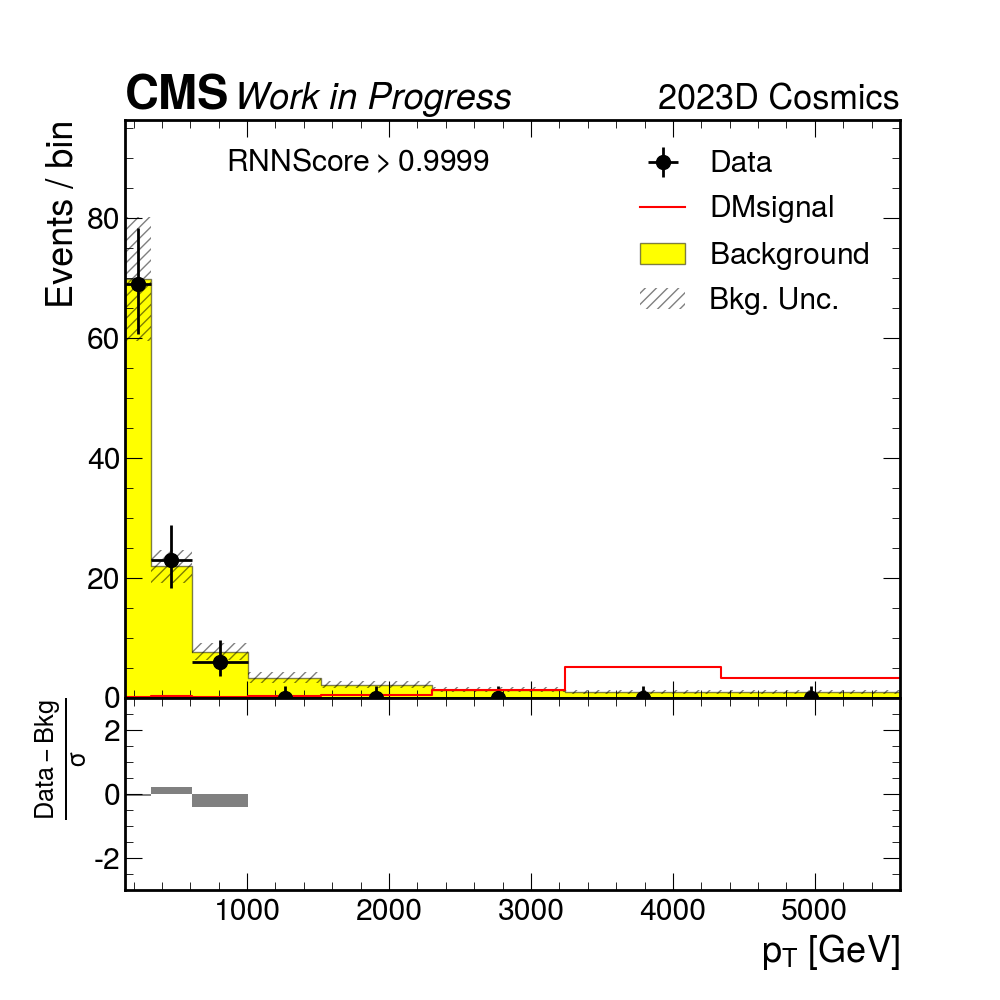 CMS Work in Progress 2023D Cosmics
Events / bin
RNNScore > 0.9999
Data
DMsignal
Background
Bkg. Unc.
80
60
40
20
0
Data – Bkg
σ
2
0
-2
1000 2000 3000 4000 5000
pT [GeV]